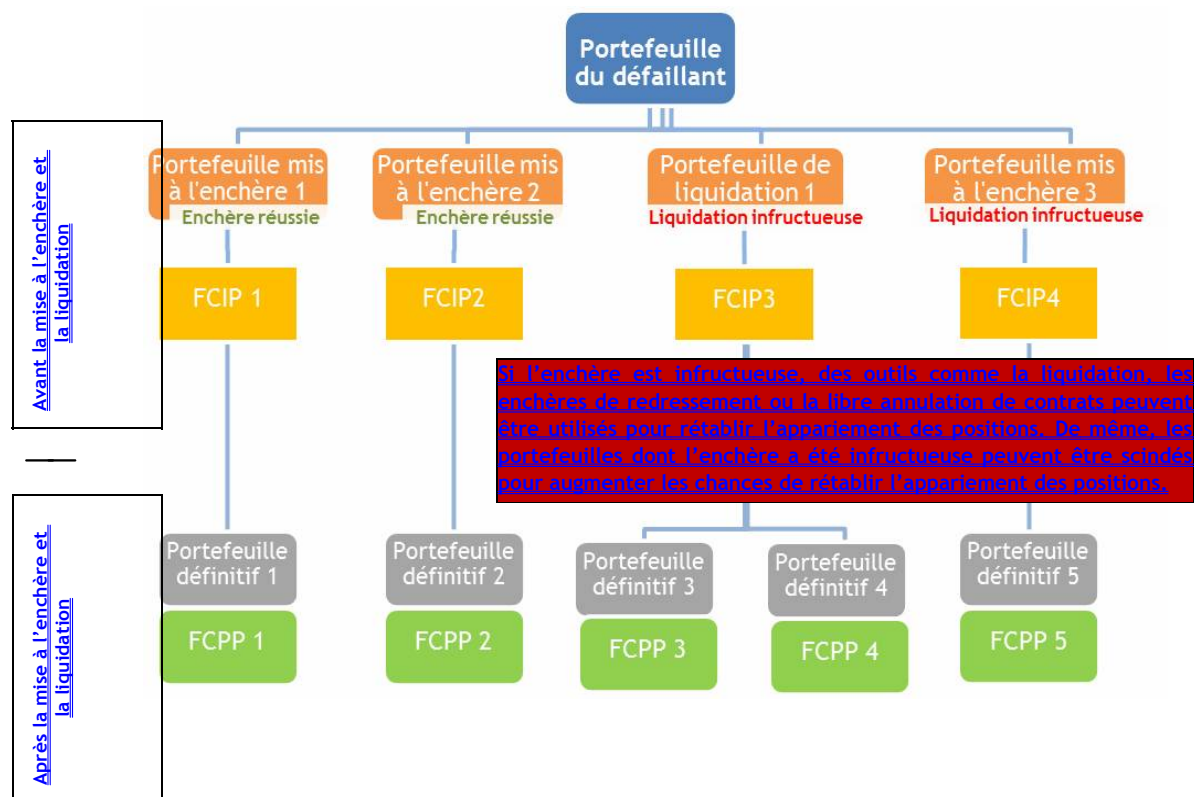 Portefeuille
du défaillant
Avant la mise à l'enchère et
la liquidation
Portefeuille mis
à l'enchère 1
Enchère réussie
Portefeuille mis
à l'enchère 2
Enchère réussie
Portefeuille de
liquidation 1
Liquidation infructueuse
Portefeuille mis
à l'enchère 3
Liquidation infructueuse
FCIP 1
FCIP2
FCIP3
FCIP4
Si l'enchère est infructueuse, des outils comme la liquidation, les
enchères de redressement ou la libre annulation de contrats peuvent
être utilisés pour rétablir l'appariement des positions. De même, les
portefeuilles dont l'enchère a été infructueuse peuvent être scindés
pour augmenter les chances de rétablir l'appariement des positions.
Après la mise à l'enchère et
la liquidation
Portefeuille
définitif 1
Portefeuille
définitif 2
Portefeuille
définitif 3
Portefeuille
définitif 4
Portefeuille
définitif 5
FCPP 1
FCPP 2
FCPP 3
FCPP 4
FCPP 5